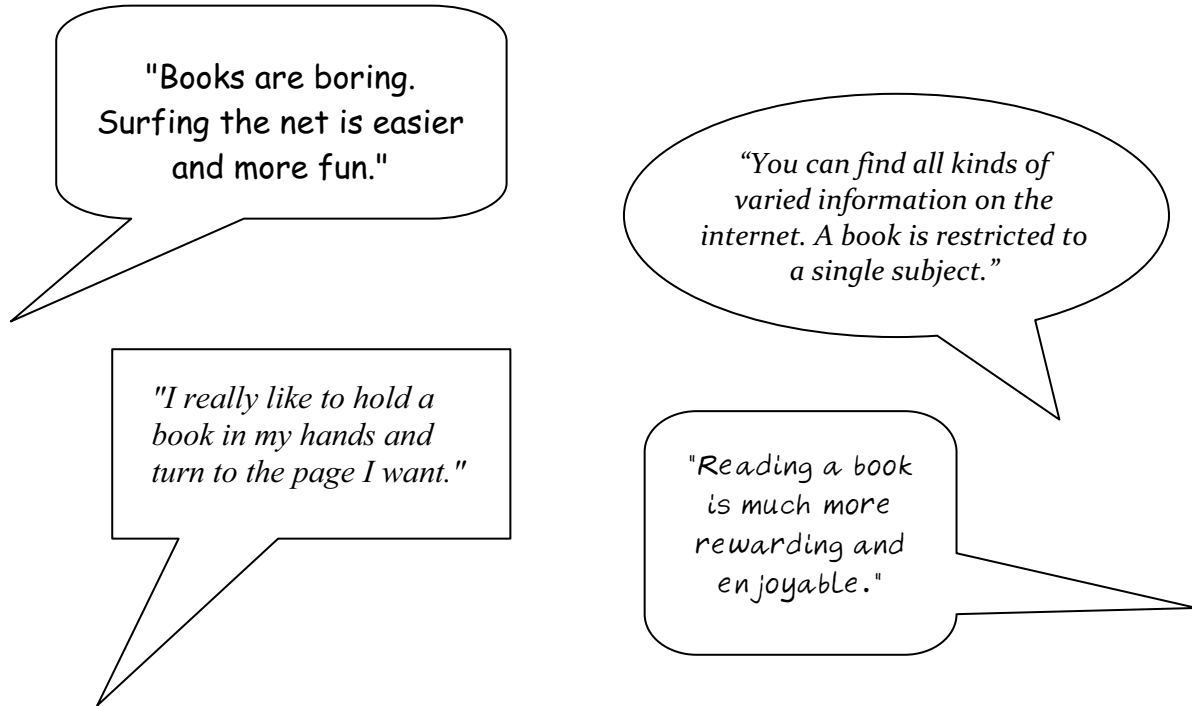 "Books are boring.
Surfing the net is easier
and more fun."
“You can find all kinds of
varied information on the
internet. A book is restricted to
a single subject.”
"I really like to hold a
book in my hands and
turn to the page I want."
"Reading a book
is much more
rewarding and
enjoyable."